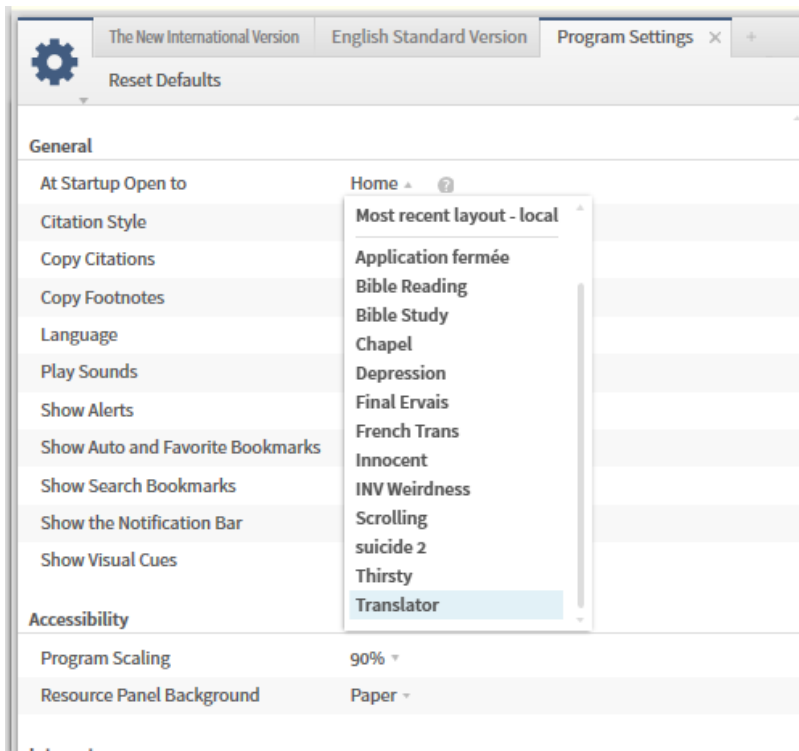 The New International Version
English Standard Version
Program Settings
Reset Defaults
General
At Startup Open to
Home
Most recent layout - local
Citation Style
Copy Citations
Application fermée
Bible Reading
Copy Footnotes
Bible Study
Language
Chapel
Play Sounds
Depression
Show Alerts
Final Ervais
French Trans
Show Auto and Favorite Bookmarks
Innocent
Show Search Bookmarks
INV Weirdness
Show the Notification Bar
Scrolling
suicide 2
Show Visual Cues
Thirsty
Translator
Accessibility
Program Scaling
90%
Resource Panel Background
Paper